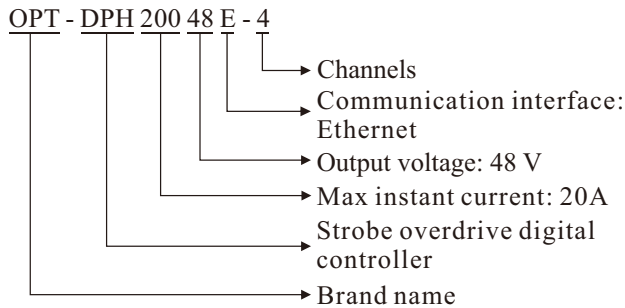 OPT - DPH 200 48 E - 4
Channels
Communication interface:
Ethernet
Output voltage: 48 V
Max instant current: 20A
Strobe overdrive digital
controller
Brand name